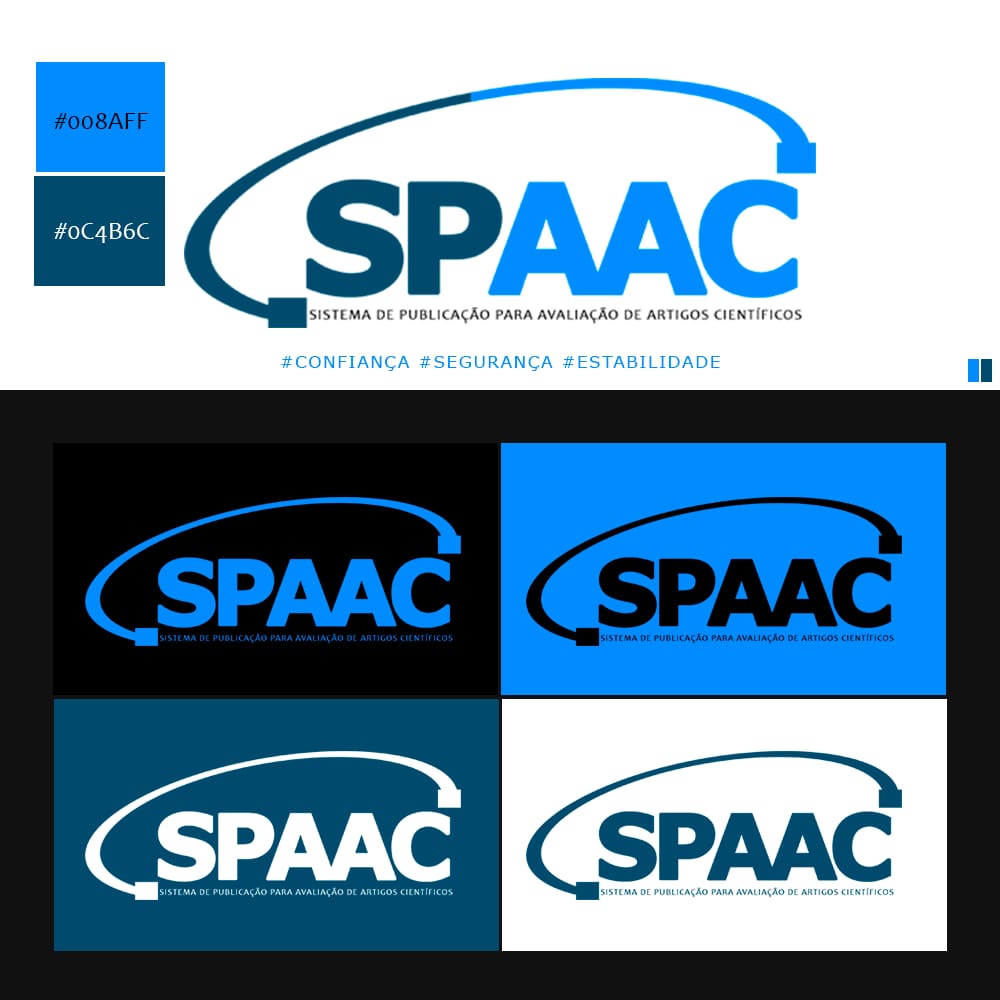 #008AFF
#0C4B6C
SPAAC
SISTEMA DE PUBLICAÇÃO PARA AVALIAÇÃO DE ARTIGOS CIENTÍFICOS
#CONFIANÇA #SEGURANÇA #ESTABILIDADE
SPAAC
SISTEMA DE PUBLICAÇÃO PARA AVALIAÇÃO DE ARTIGOS CIENTÍFICOS
SPAAC
SISTEMA DE PUBLICAÇÃO PARA AVALIAÇÃO DE ARTIGOS CIENTÍFICOS
SPAAC
SISTEMA DE PUBLICAÇÃO PARA AVALIAÇÃO DE ARTIGOS CIENTÍFICOS
SPAAC
SISTEMA DE PUBLICAÇÃO PARA AVALIAÇÃO DE ARTIGOS CIENTÍFICOS